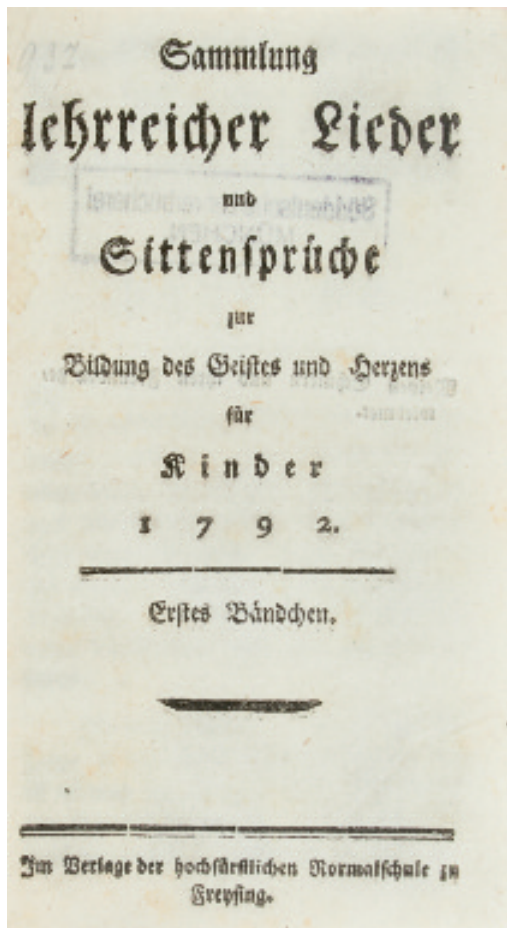 Sammlung
lehrreicher Lieder
und
Sittensprüche
zur
Bildung des Geistes und Herzens
für
Kinder
1792.
Erstes Bändchen.
Im Verlage der hochfürstlichen Normalschule zu
Freysing.